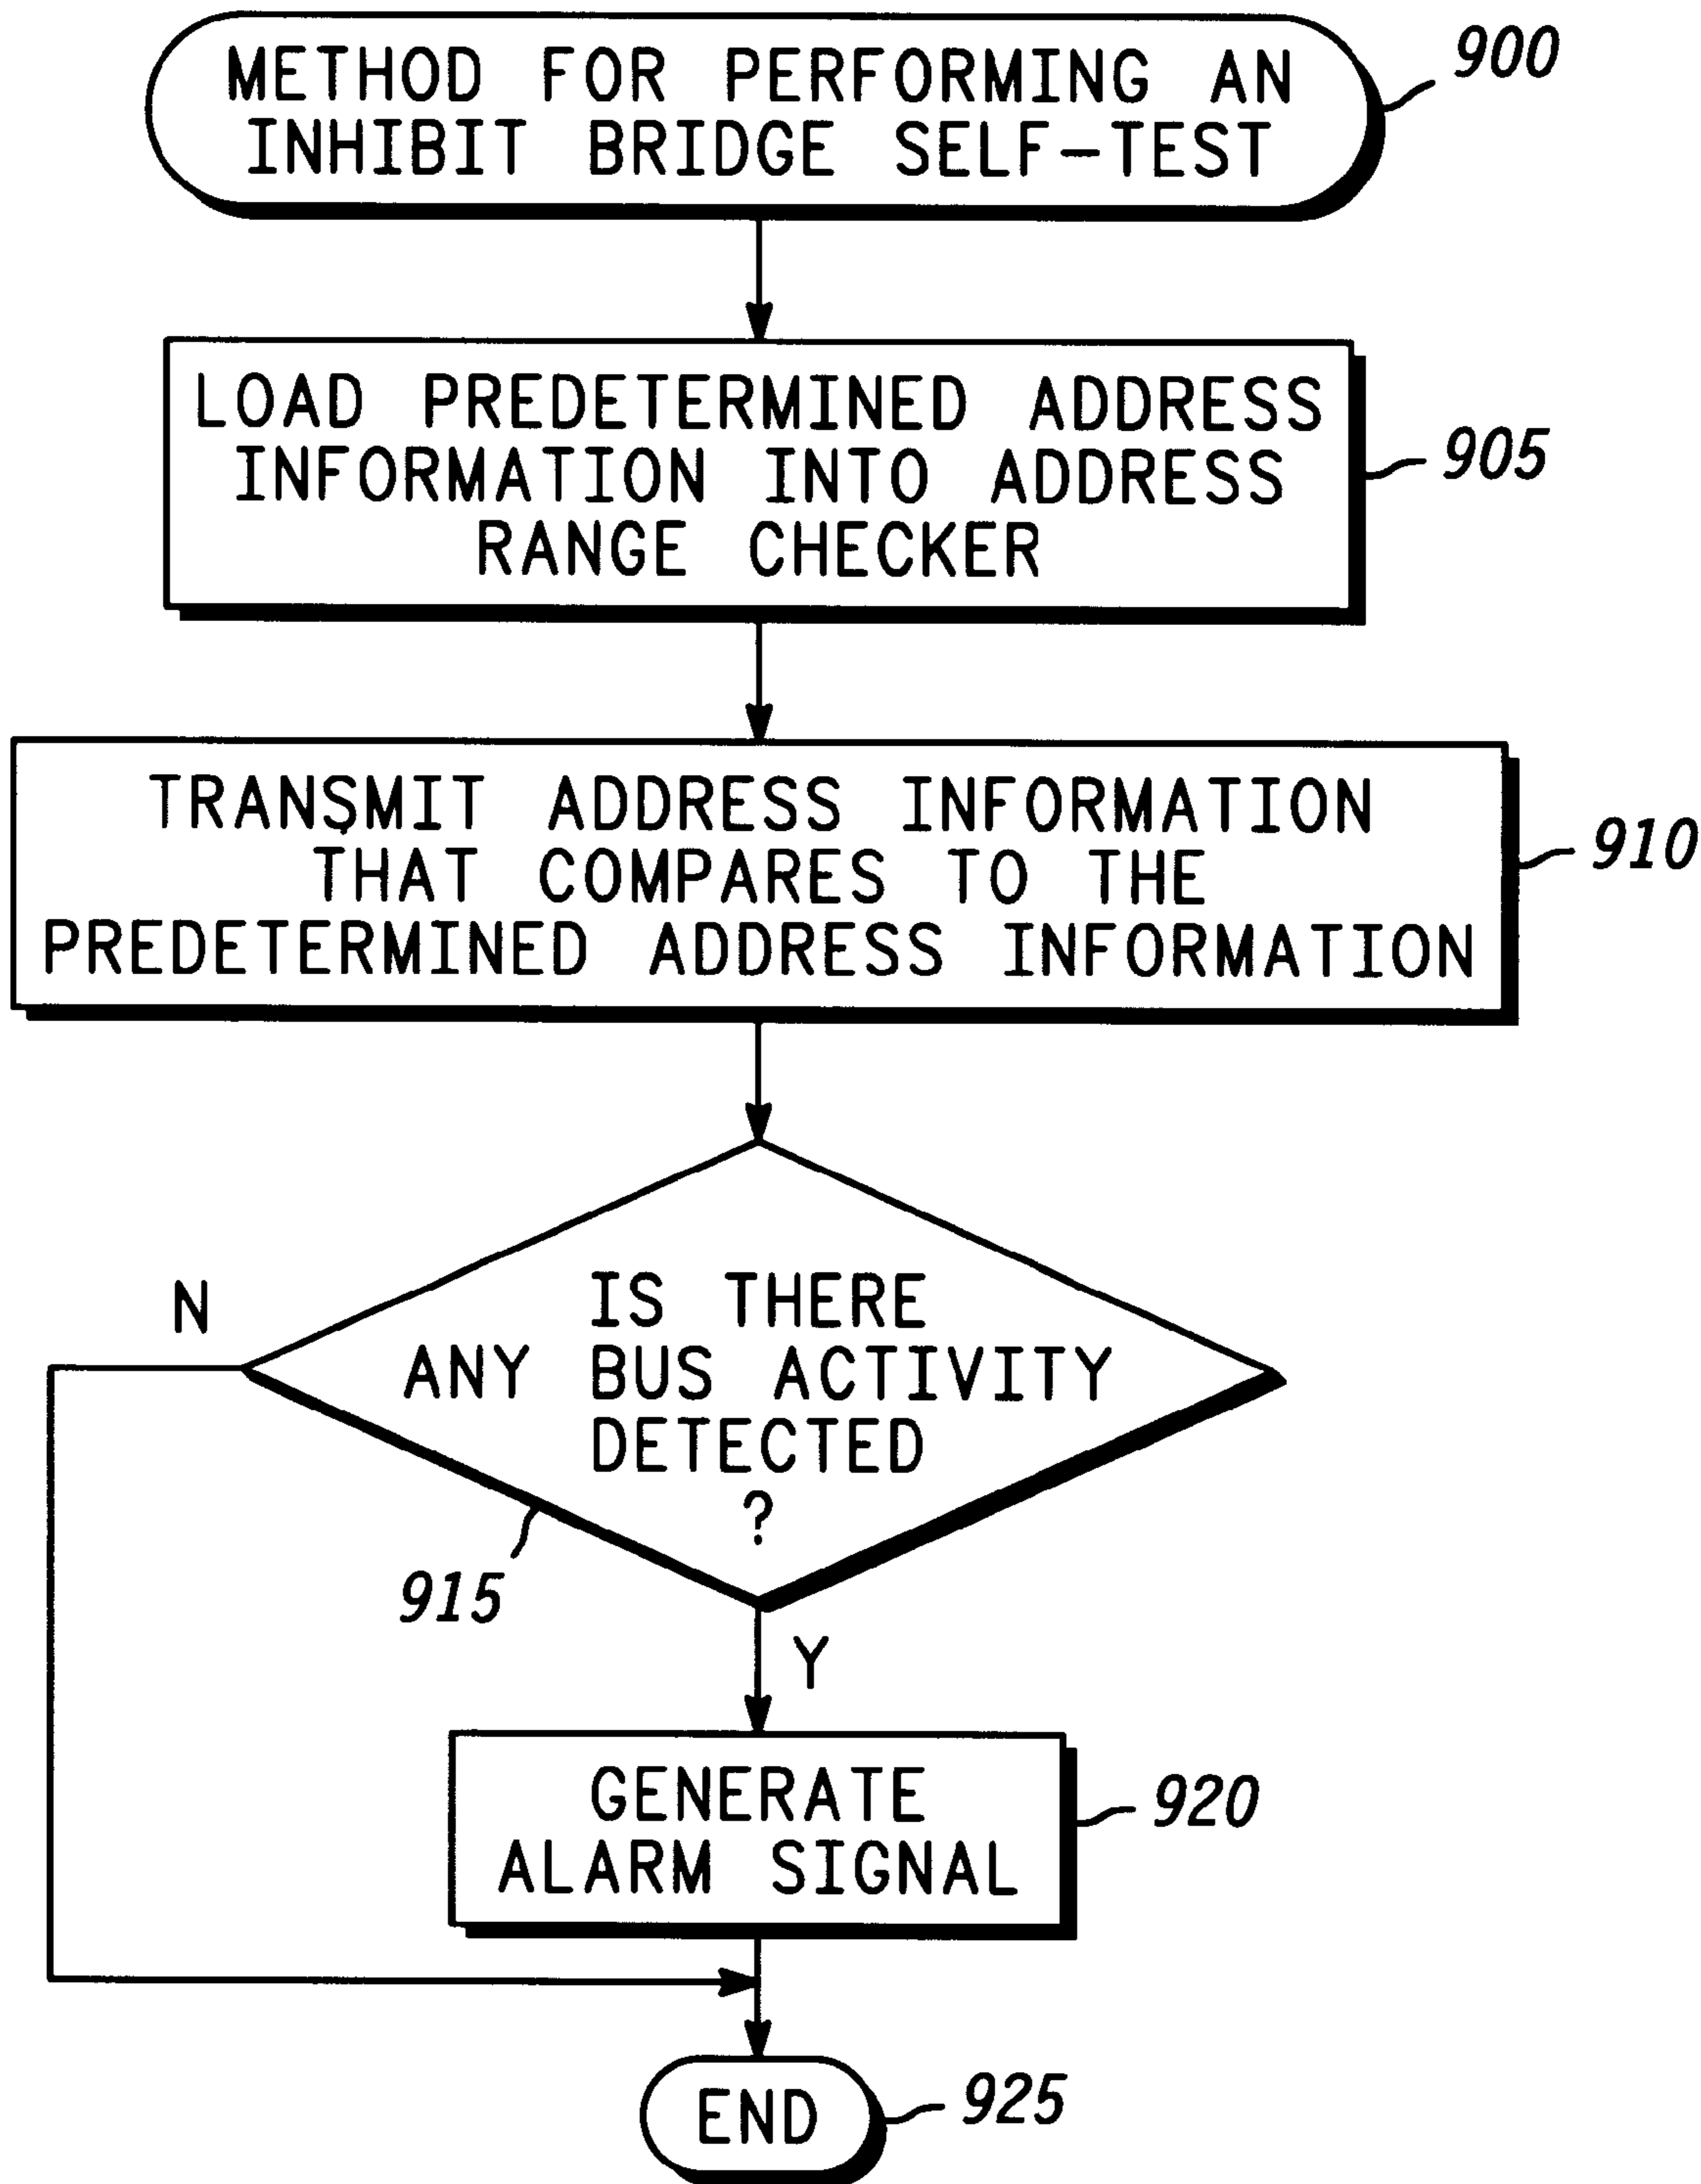 METHOD FOR PERFORMING AN
INHIBIT BRIDGE SELF-TEST
900
LOAD PREDETERMINED ADDRESS
INFORMATION INTO ADDRESS
RANGE CHECKER
905
TRANSMIT ADDRESS INFORMATION
THAT COMPARES TO THE
PREDETERMINED ADDRESS INFORMATION
910
IS THERE
ANY BUS ACTIVITY
DETECTED
?
N
915
Y
GENERATE
ALARM SIGNAL
920
END
925